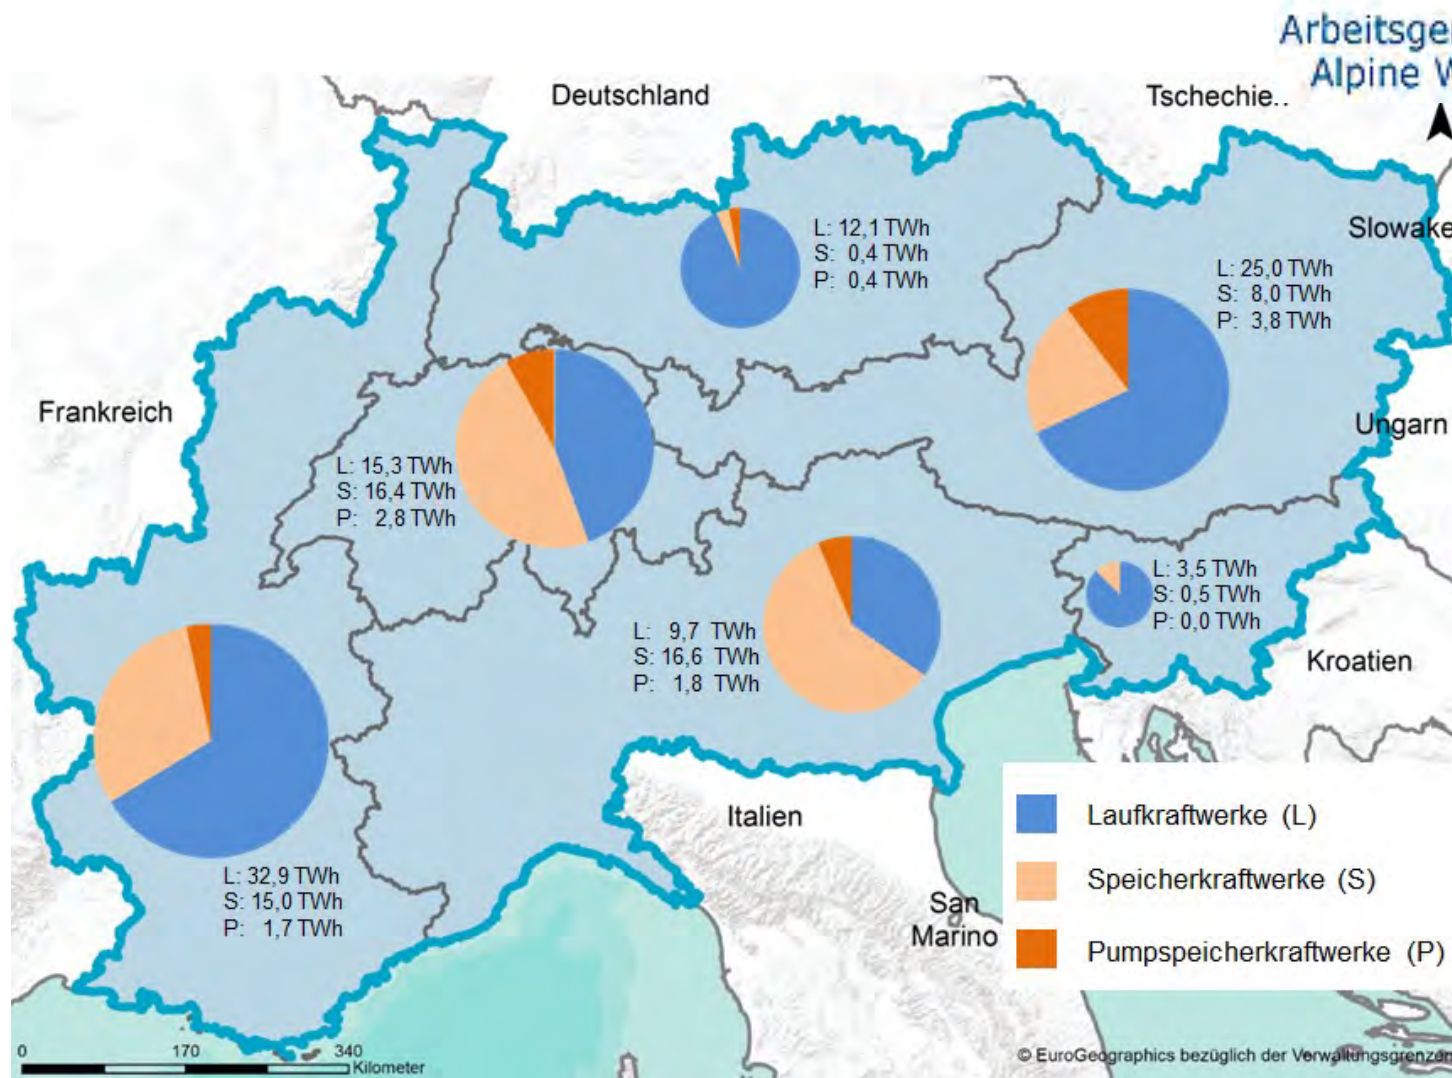 Arbeitsge
Alpine
Deutschland
Tschechie..
L: 12,1 TWh
S: 0,4 TWh
P: 0,4 TWh
Slowake
L: 25,0 TWh
S: 8,0 TWh
P: 3,8 TWh
Frankreich
Ungarn
L: 15,3 TWh
S: 16,4 TWh
P: 2,8 TWh
L: 3,5 TWh
S: 0,5 TWh
P: 0,0 TWh
L: 9,7 TWh
S: 16,6 TWh
P: 1,8 TWh
Kroatien
Italien
Laufkraftwerke (L)
L: 32,9 TWh
S: 15,0 TWh
P: 1,7 TWh
Speicherkraftwerke (S)
San
Marino
Pumpspeicherkraftwerke (P)
0 170 340
Kilometer
© EuroGeographics bezüglich der Verwaltungsgrenzen